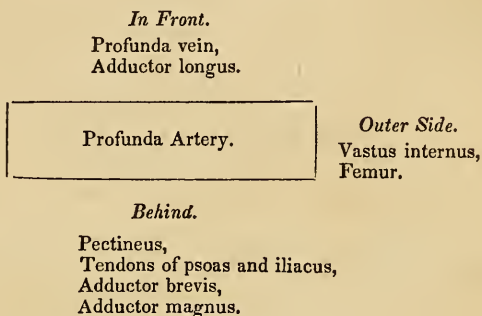 In Front.
Profunda vein,
Adductor longus.
Profunda Artery.
Outer Side.
Vastus internus,
Femur.
Behind.
Pectineus,
Tendons of psoas and iliacus,
Adductor brevis,
Adductor magnus.